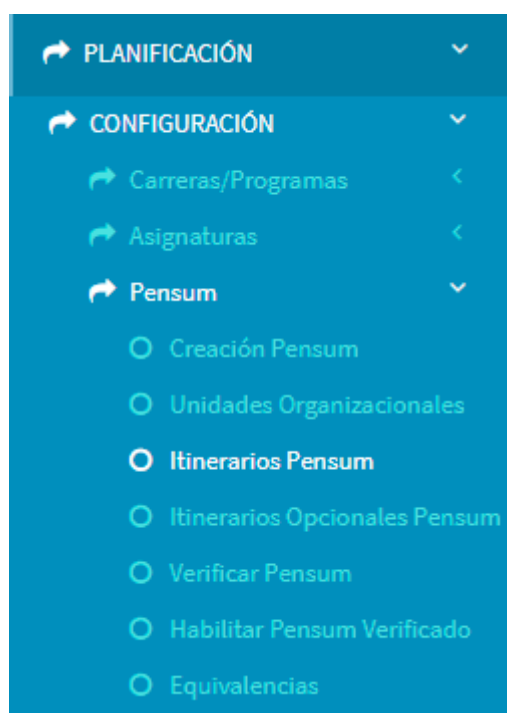 PLANIFICACIÓN
CONFIGURACIÓN
Carreras/Programas
Asignaturas
Pensum
Creación Pensum
Unidades Organizacionales
Itinerarios Pensum
Itinerarios Opcionales Pensum
Verificar Pensum
Habilitar Pensum Verificado
Equivalencias